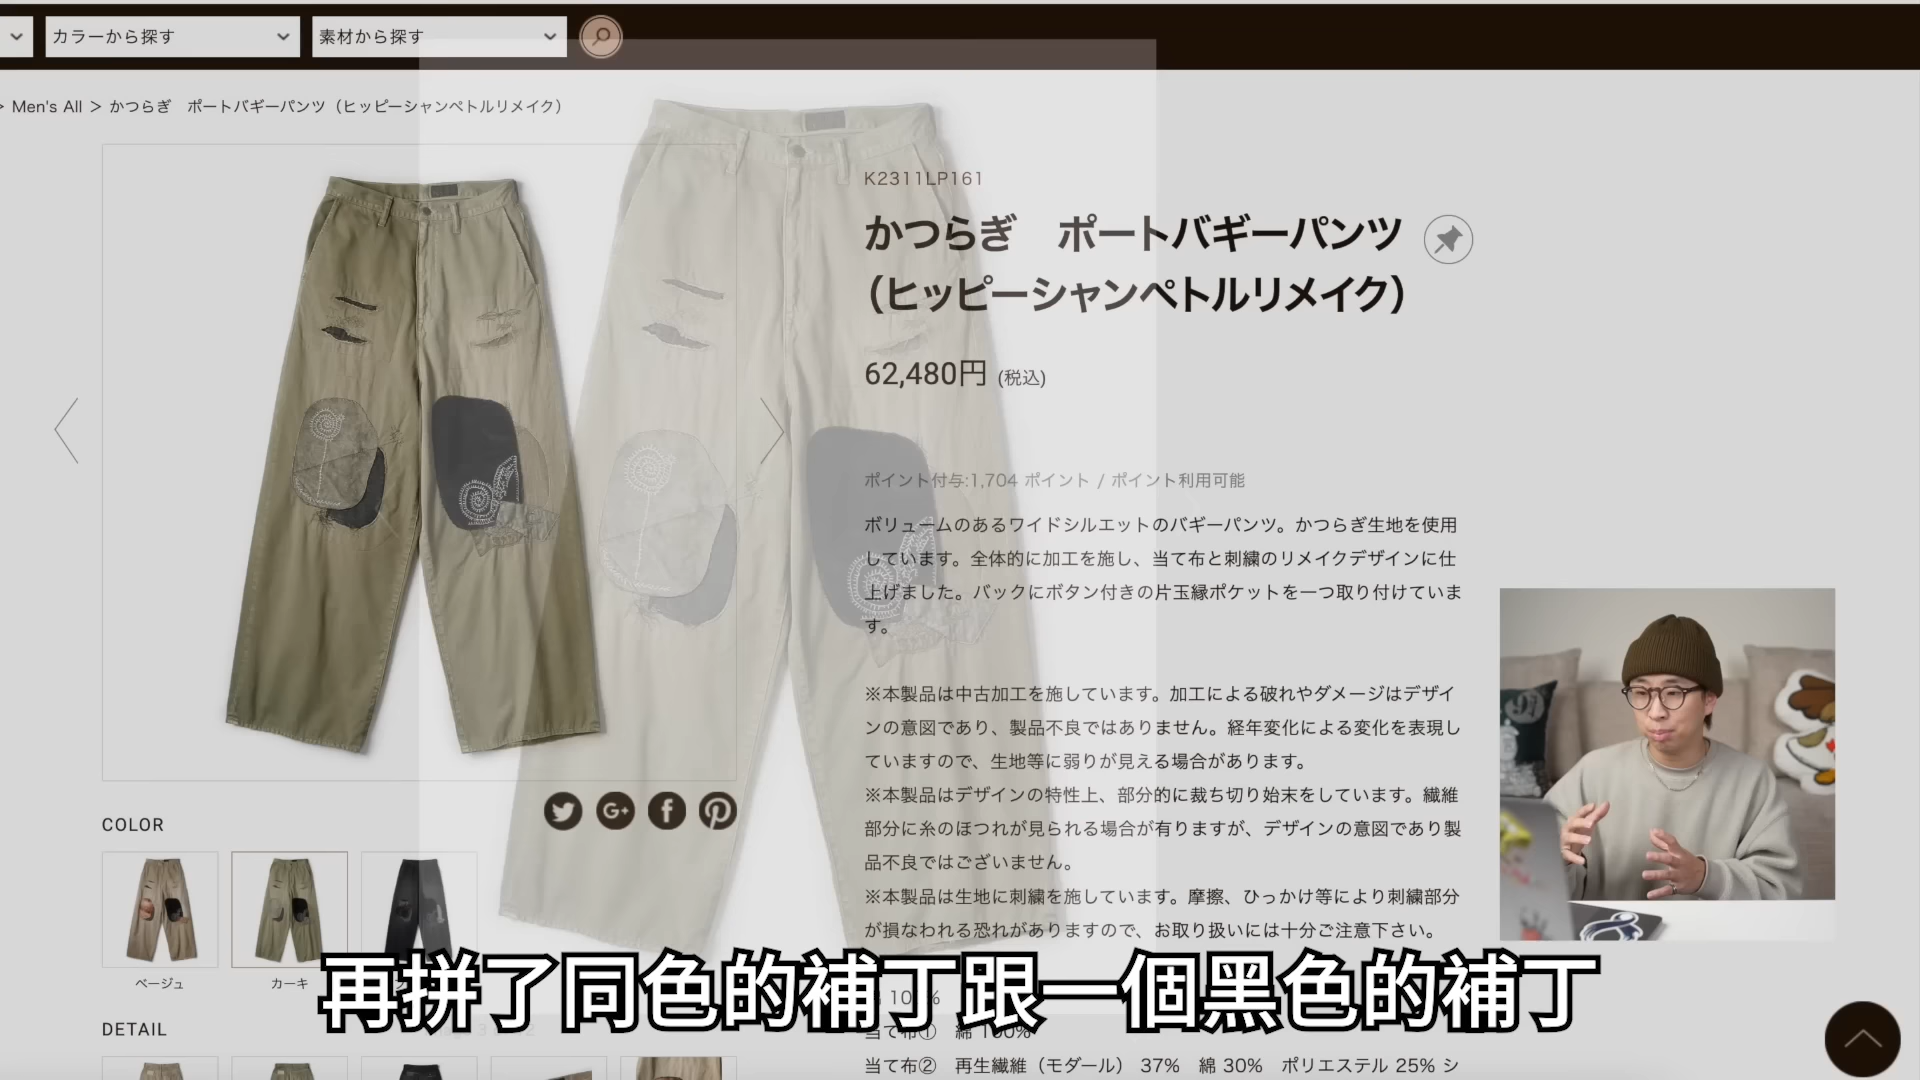 カラーから探す
素材から探す
> Men's All > かつらぎ　ポートバギーパンツ（ヒッピーシャンペトルリメイク）
K2311LP161
かつらぎ　ポートバギーパンツ
（ヒッピーシャンペトルリメイク）
62,480円 (税込)
ポイント付与:1,704 ポイント / ポイント利用可能
ボリュームのあるワイドシルエットのバギーパンツ。かつらぎ生地を使用
しています。全体的に加工を施し、当て布と刺繍のリメイクデザインに仕
上げました。バックにボタン付きの片玉縁ポケットを一つ取り付けていま
す。
※本製品は中古加工を施しています。加工による破れやダメージはデザイ
ンの意図であり、製品不良ではありません。経年変化による変化を表現し
ていますので、生地等に弱りが見える場合があります。
※本製品はデザインの特性上、部分的に裁ち切り始末をしています。繊維
部分に糸のほつれが見られる場合が有りますが、デザインの意図であり製
品不良ではございません。
※本製品は生地に刺繍を施しています。摩擦、ひっかけ等により刺繍部分
が損なわれる恐れがありますので、お取り扱いには十分ご注意下さい。
100%
当て布①　綿 100%
当て布②　再生繊維（モダール） 37%　綿 30%　ポリエステル 25% シ
COLOR
ベージュ
カーキ
DETAIL
再拼了同色的補丁跟一個黑色的補丁